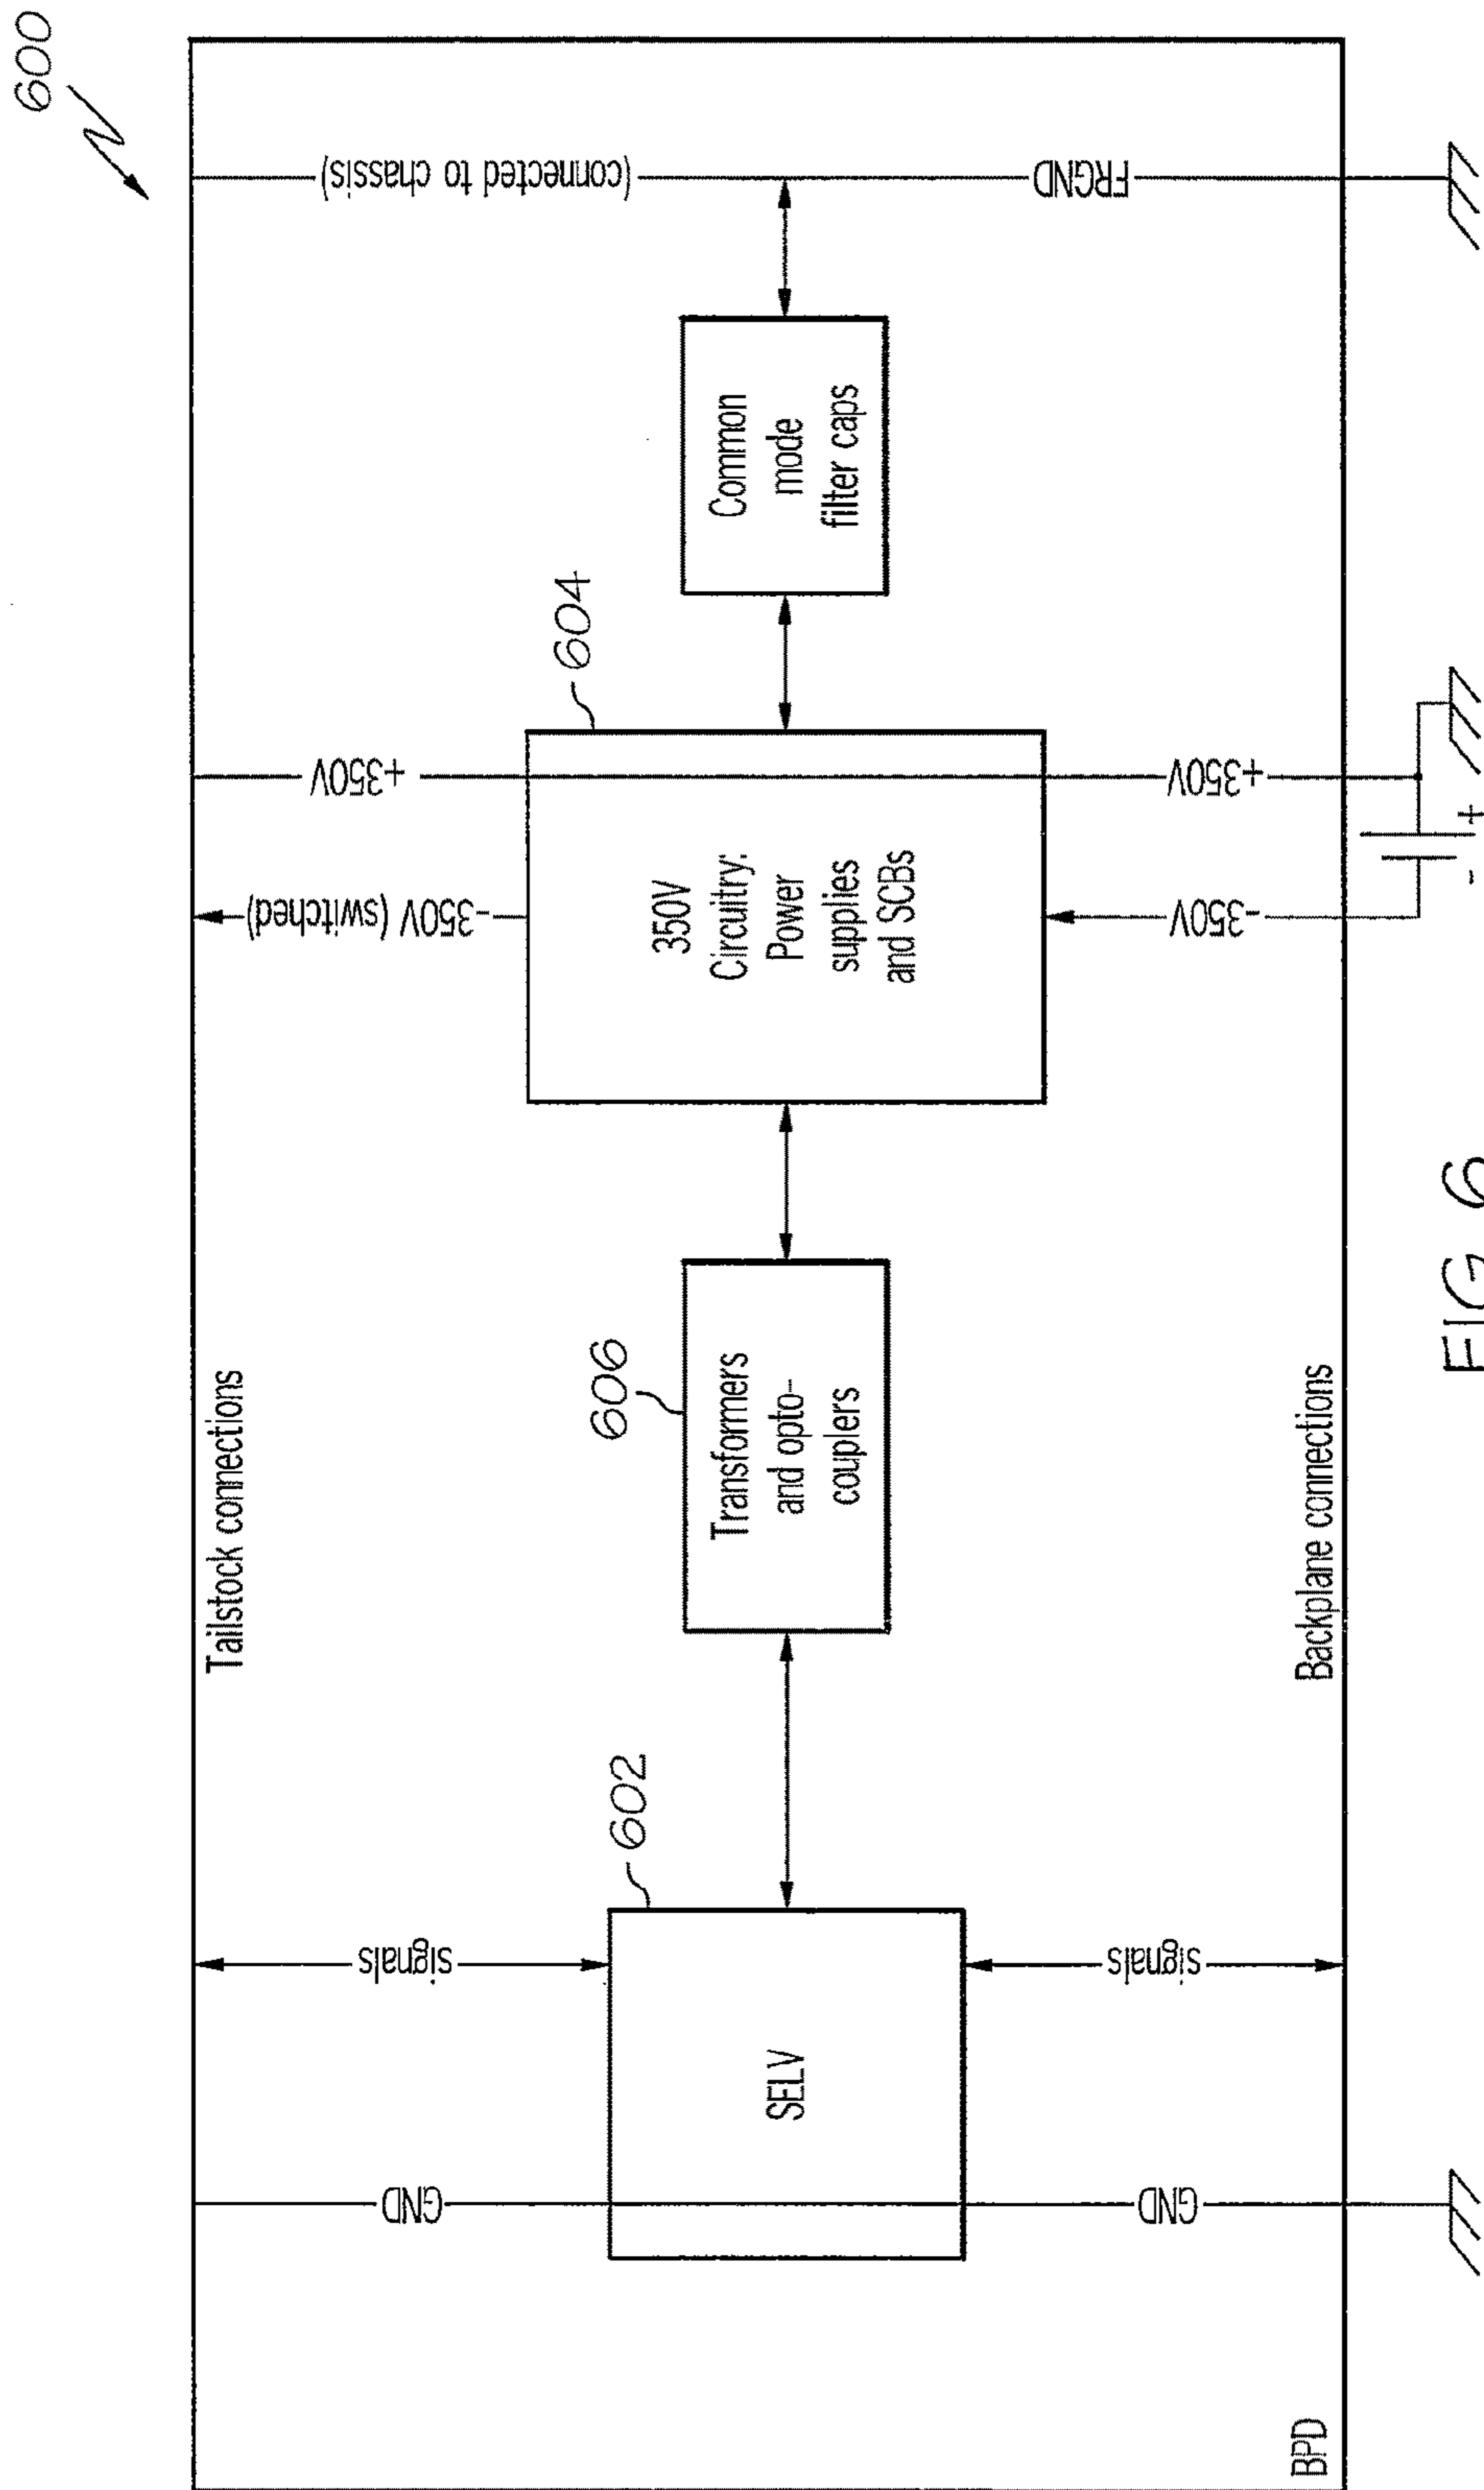 600
Tailstock connections
GND
signals
-350V (switched)
+350V
(connected to chassis)
602
SELV
606
Transformers
and opto-
couplers
604
350V
Circuitry:
Power
supplies
and SCBs
Common
mode
filter caps
GND
signals
-350V
+350V
FRGND
BPD
Backplane connections
- +
FIG 6